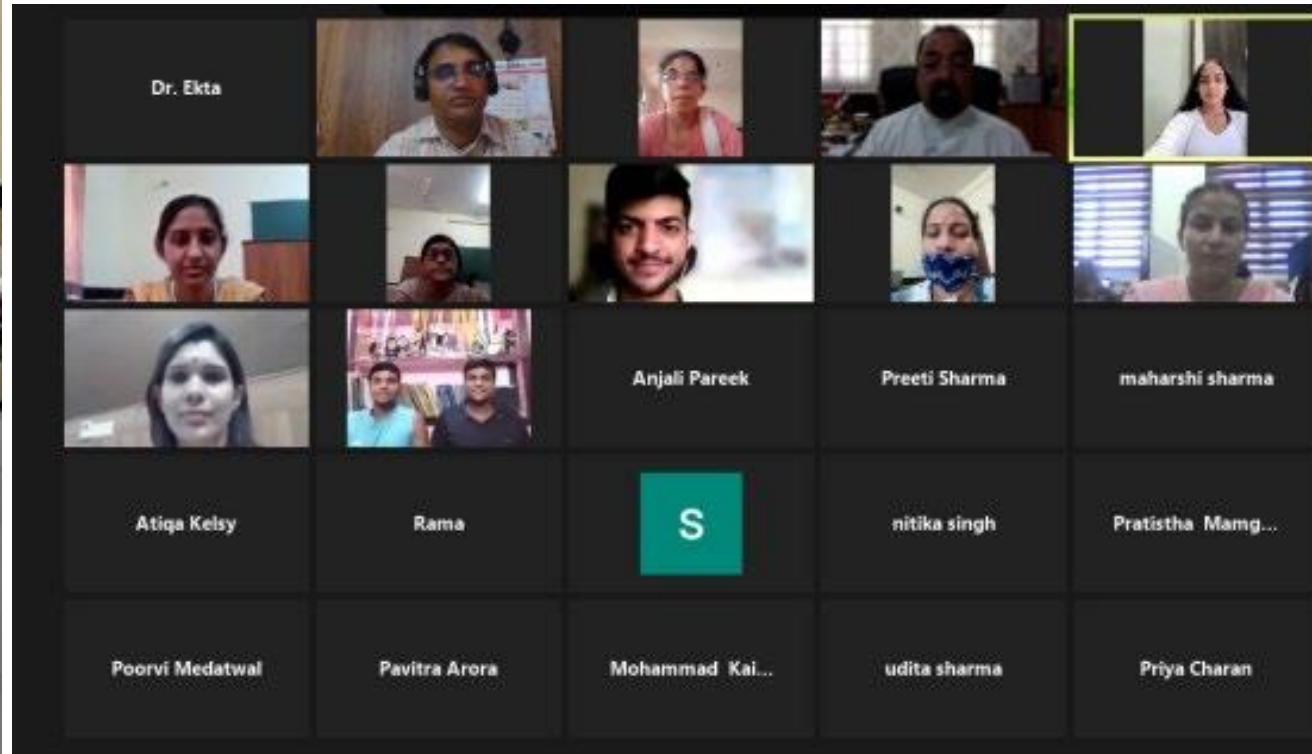 Dr. Ekta
Anjali Pareek
Preeti Sharma
maharshi sharma
Atiqa Kelsy
Rama
S
nitika singh
Pratistha Mamg...
Poorvi Medatwal
Pavitra Arora
Mohammad Kai...
udita sharma
Priya Charan